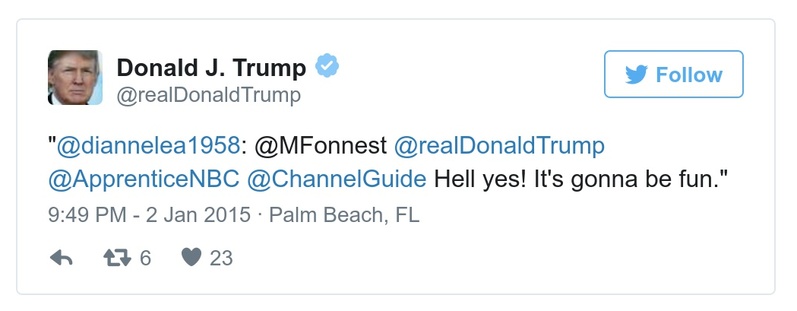 Donald J. Trump
@realDonaldTrump
Follow
"@diannelea1958: @MFonnest @realDonaldTrump
@ApprenticeNBC @ChannelGuide Hell yes! It's gonna be fun."
9:49 PM - 2 Jan 2015 · Palm Beach, FL
6 23